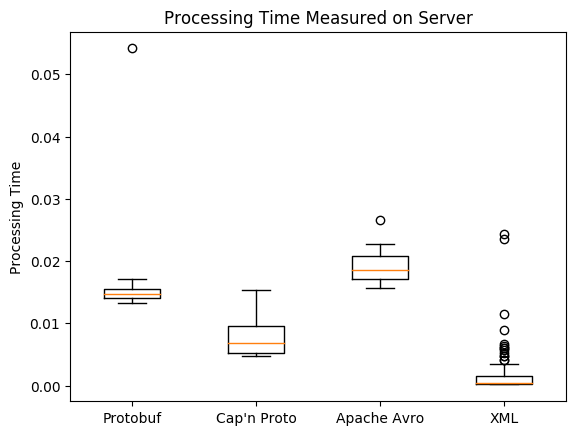 Processing Time Measured on Server
Processing Time
0.05
0.04
0.03
0.02
0.01
0.00
Protobuf
Cap'n Proto
Apache Avro
XML